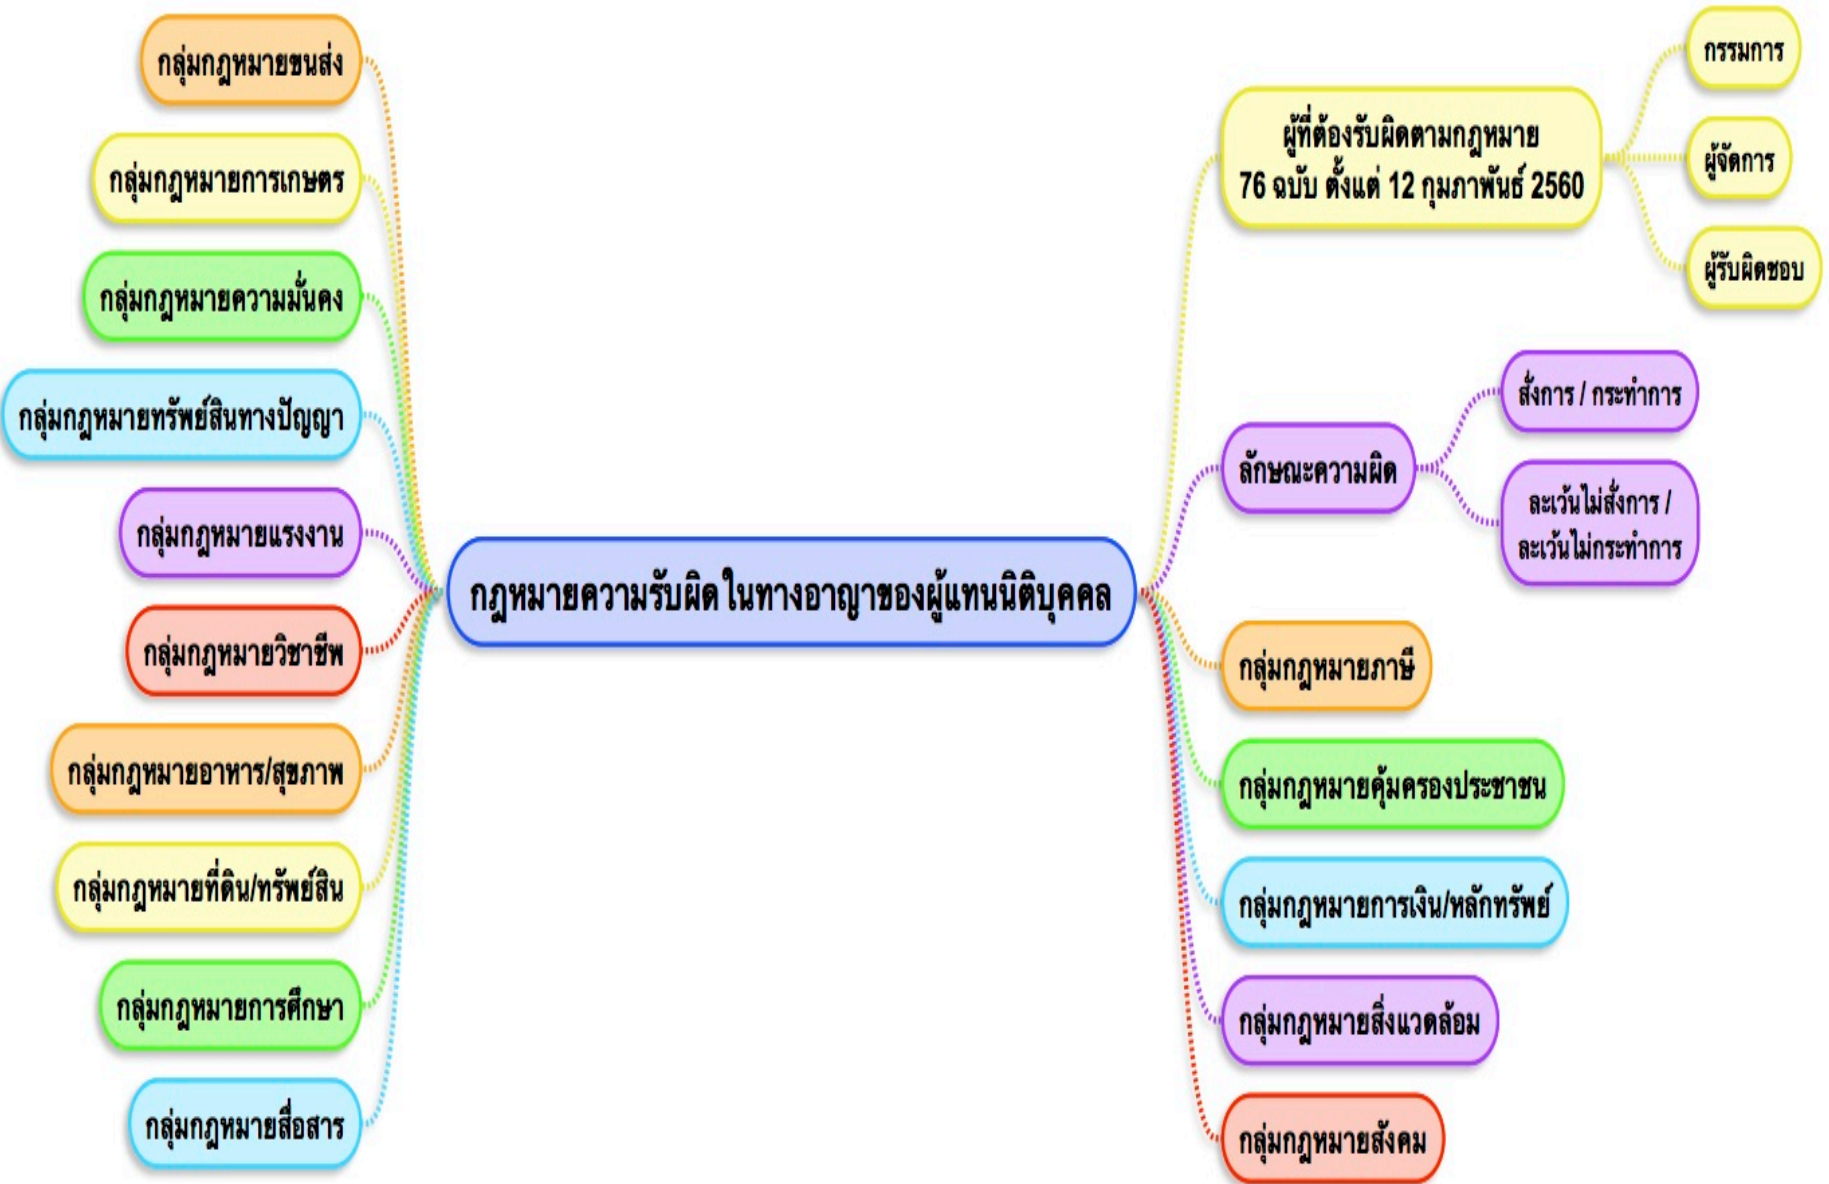 กลุ่มกฎหมายขนส่ง
กลุ่มกฎหมายการเกษตร
กลุ่มกฎหมายความมั่นคง
กลุ่มกฎหมายทรัพย์สินทางปัญญา
กลุ่มกฎหมายแรงงาน
กลุ่มกฎหมายวิชาชีพ
กลุ่มกฎหมายอาหาร/สุขภาพ
กลุ่มกฎหมายที่ดิน/ทรัพย์สิน
กลุ่มกฎหมายการศึกษา
กลุ่มกฎหมายสื่อสาร
กฎหมายความรับผิดในทางอาญาของผู้แทนนิติบุคคล
ผู้ที่ต้องรับผิดตามกฎหมาย
76 ฉบับ ตั้งแต่ 12 กุมภาพันธ์ 2560
กรรมการ
ผู้จัดการ
ผู้รับผิดชอบ
ลักษณะความผิด
สั่งการ / กระทำการ
ละเว้นไม่สั่งการ /
ละเว้นไม่กระทำการ
กลุ่มกฎหมายภาษี
กลุ่มกฎหมายคุ้มครองประชาชน
กลุ่มกฎหมายการเงิน/หลักทรัพย์
กลุ่มกฎหมายสิ่งแวดล้อม
กลุ่มกฎหมายสังคม